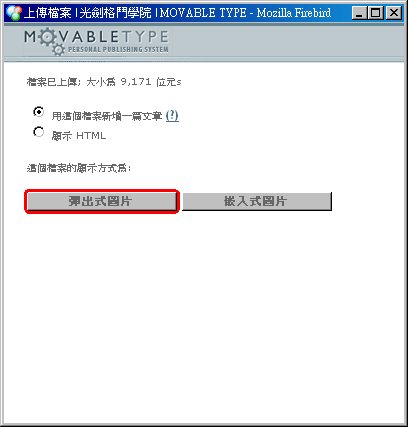 上傳檔案 | 光劍格鬥學院 | MOVABLE TYPE - Mozilla Firebird
MOVABLETYPE
PERSONAL PUBLISHING SYSTEM
檔案已上傳; 大小為 9,171 位元s
用這個檔案新增一篇文章 (?)
顯示 HTML
這個檔案的顯示方式為:
彈出式圖片 嵌入式圖片